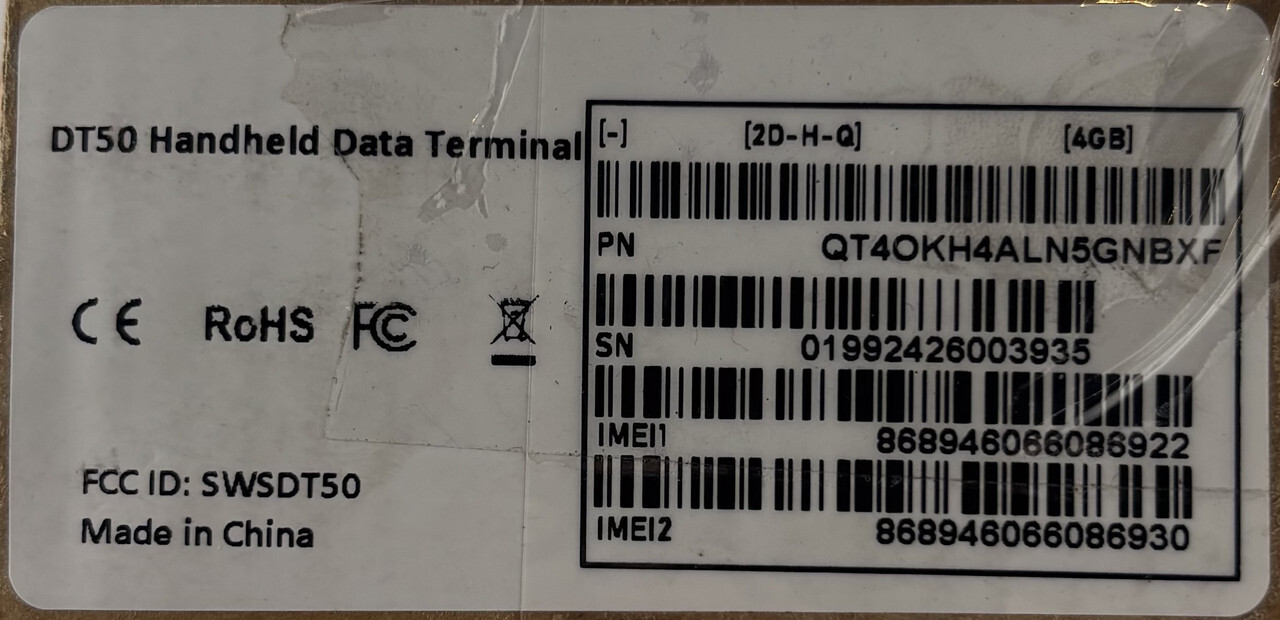 DT50 Handheld Data Terminal
CE RoHS FC
FCC ID: SWSDT50
Made in China
[-] [2D-H-Q] [4GB]
PN QT4OKH4ALN5GNBXF
SN 01992426003935
IMEI1 868946066086922
IMEI2 868946066086930